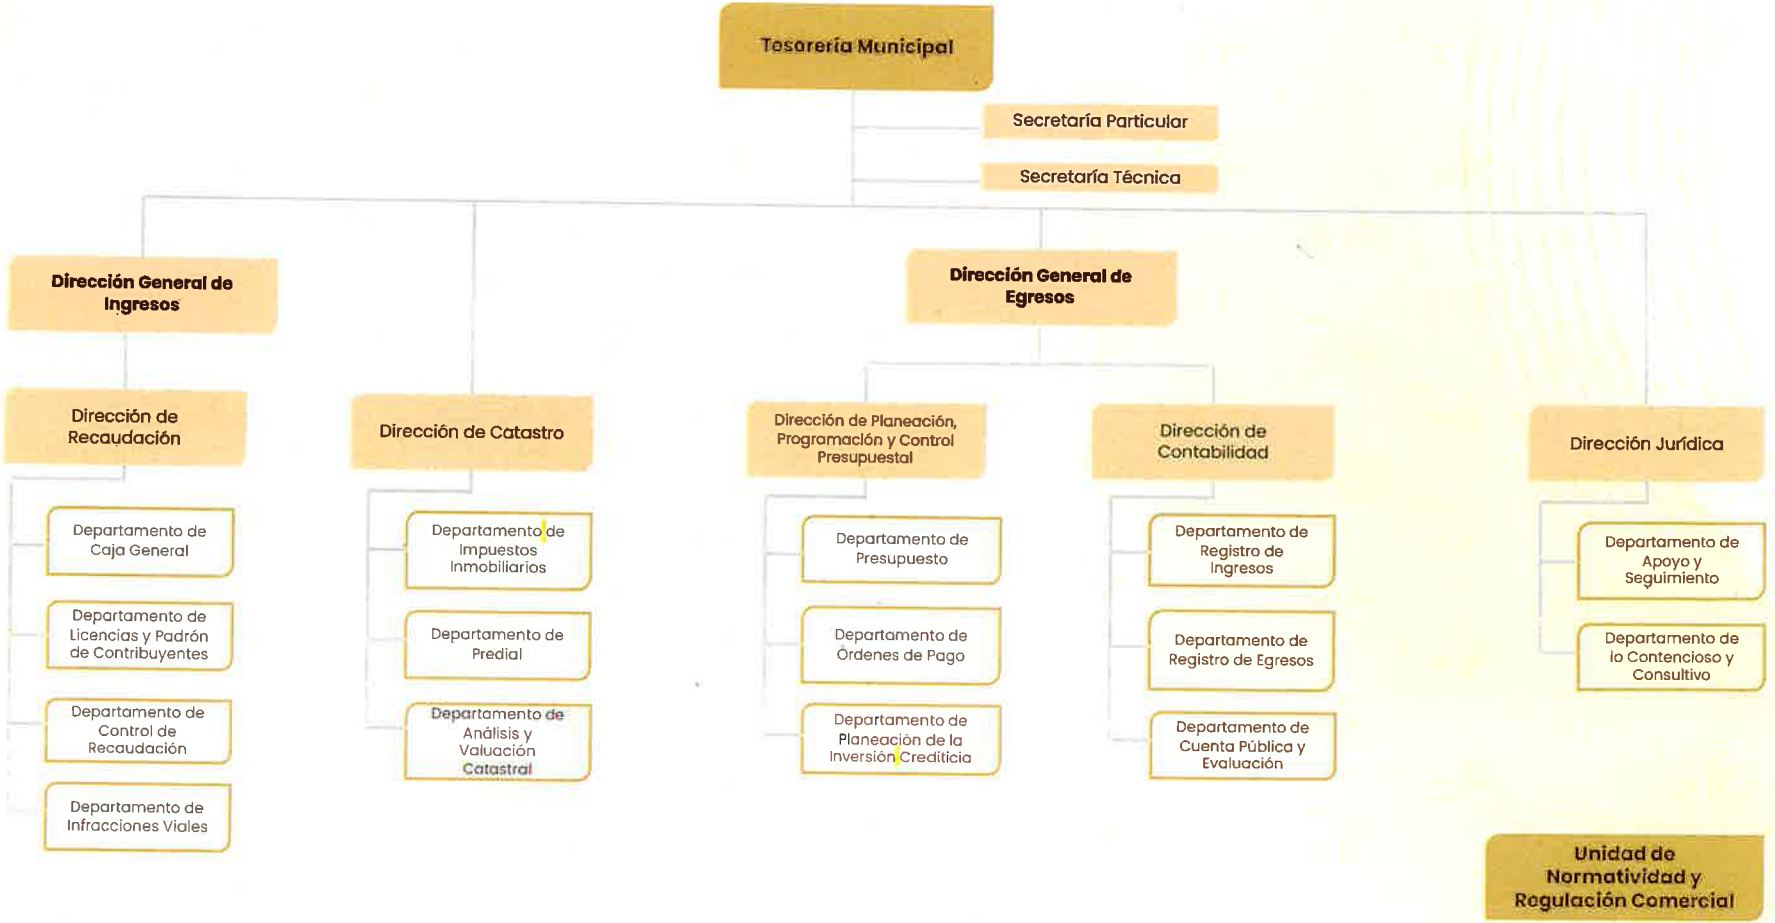 Tesorería Municipal
Secretaría Particular
Secretaría Técnica
Dirección General de
Ingresos
Dirección General de
Egresos
Dirección de
Recaudación
Dirección de Catastro
Dirección de Planeación,
Programación y Control
Presupuestal
Dirección de
Contabilidad
Dirección Jurídica
Departamento de
Caja General
Departamento de
Licencias y Padrón
de Contribuyentes
Departamento de
Control de
Recaudación
Departamento de
Infracciones Viales
Departamento de
Impuestos
Inmobiliarios
Departamento de
Predial
Departamento de
Análisis y
Valuación
Catastral
Departamento de
Presupuesto
Departamento de
Órdenes de Pago
Departamento de
Planeación de la
Inversión Crediticia
Departamento de
Registro de
Ingresos
Departamento de
Registro de Egresos
Departamento de
Cuenta Pública y
Evaluación
Departamento de
Apoyo y
Seguimiento
Departamento de
lo Contencioso y
Consultivo
Unidad de
Normatividad y
Regulación Comercial